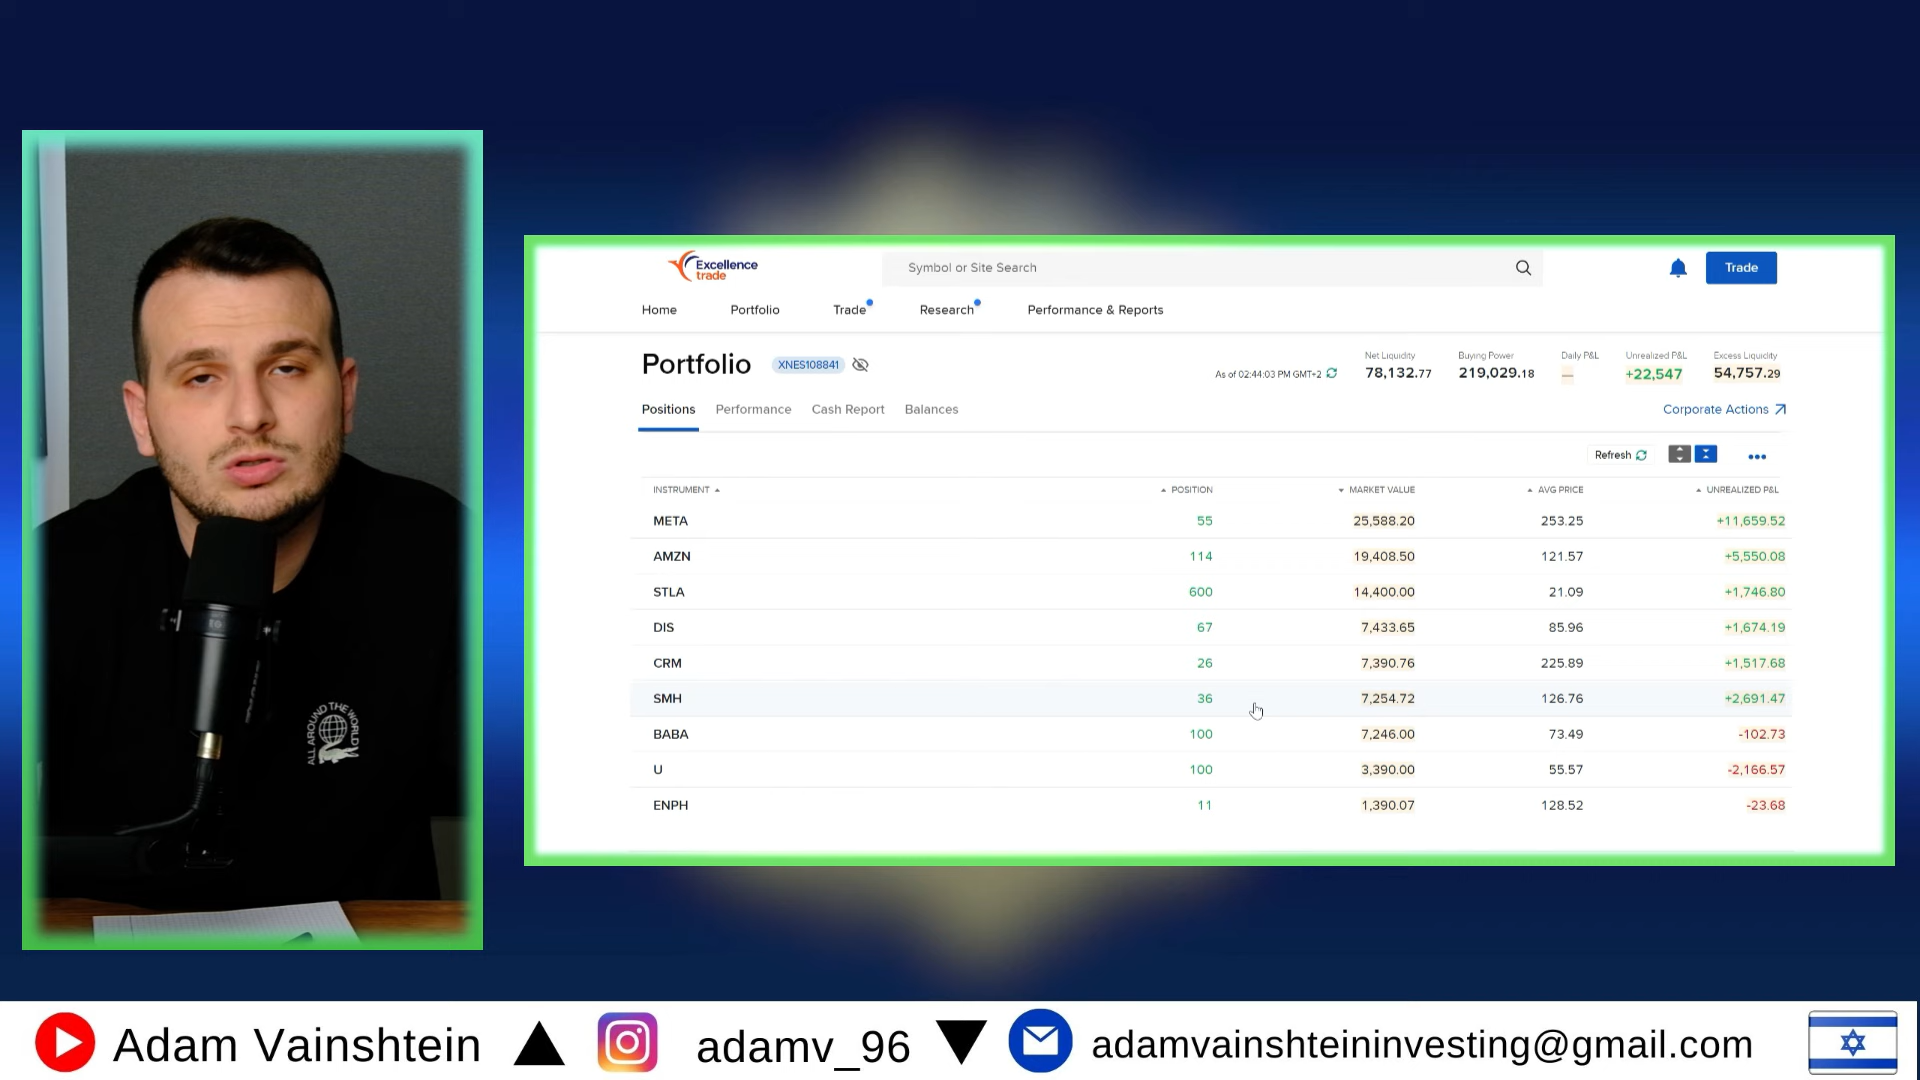 Excellence
trade
Symbol or Site Search
Trade
Home Portfolio Trade Research Performance & Reports
Portfolio XNES108841
As of 02:44:03 PM GMT+2
Net Liquidity Buying Power Daily P&L Unrealized P&L Excess Liquidity
78,132.77 219,029.18 — +22,547 54,757.29
Positions Performance Cash Report Balances Corporate Actions
Refresh
INSTRUMENT POSITION MARKET VALUE AVG PRICE UNREALIZED P&L
META 55 25,588.20 253.25 +11,659.52
AMZN 114 19,408.50 121.57 +5,550.08
STLA 600 14,400.00 21.09 +1,746.80
DIS 67 7,433.65 85.96 +1,674.19
CRM 26 7,390.76 225.89 +1,517.68
SMH 36 7,254.72 126.76 +2,691.47
BABA 100 7,246.00 73.49 -102.73
U 100 3,390.00 55.57 -2,166.57
ENPH 11 1,390.07 128.52 -23.68
ALL AROUND THE WORLD
Adam Vainshtein adamv_96 adamvainshteininvesting@gmail.com